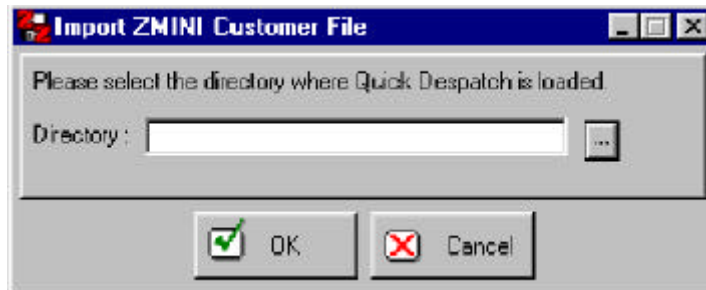 Import ZMINI Customer File
Please select the directory where Quick Despatch is loaded.
Directory :
...
OK
Cancel